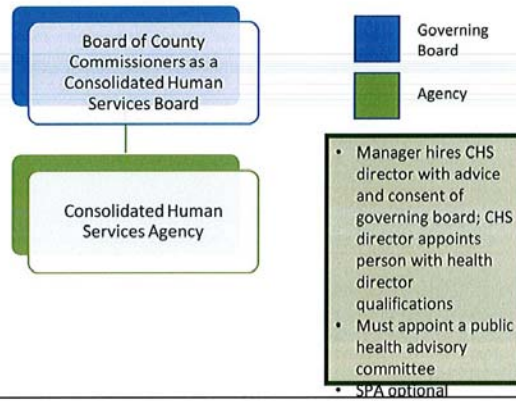 Board of County
Commissioners as a
Consolidated Human
Services Board
Consolidated Human
Services Agency
Governing
Board
Agency
• Manager hires CHS
director with advice
and consent of
governing board; CHS
director appoints
person with health
director
qualifications
• Must appoint a public
health advisory
committee
• SPA optional